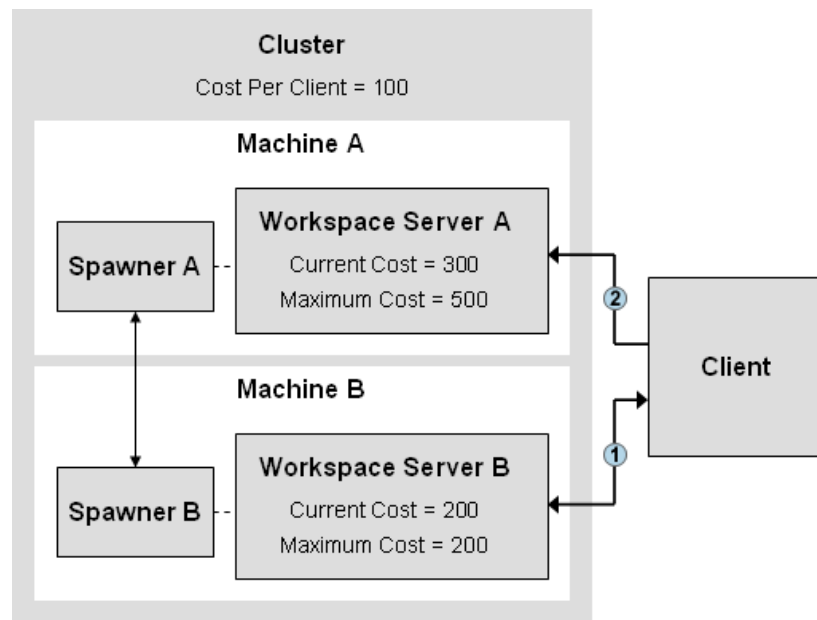 Cluster
Cost Per Client = 100
Machine A
Workspace Server A
Current Cost = 300
Maximum Cost = 500
Spawner A
2
Client
Machine B
1
Workspace Server B
Current Cost = 200
Maximum Cost = 200
Spawner B